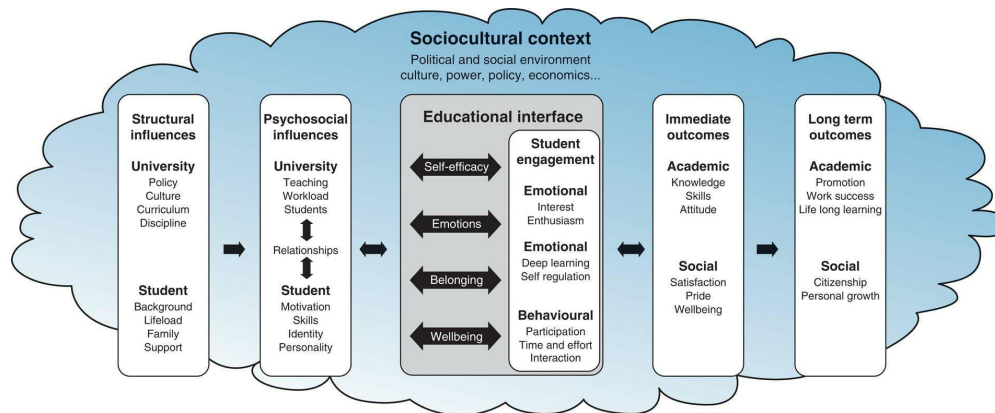 Sociocultural context
Political and social environment
culture, power, policy, economics...
Structural
influences
University
Policy
Culture
Curriculum
Discipline
Student
Background
Lifeload
Family
Support
Psychosocial
influences
University
Teaching
Workload
Students
Relationships
Student
Motivation
Skills
Identity
Personality
Educational interface
Self-efficacy
Emotions
Belonging
Wellbeing
Student
engagement
Emotional
Interest
Enthusiasm
Emotional
Deep learning
Self regulation
Behavioural
Participation
Time and effort
Interaction
Immediate
outcomes
Academic
Knowledge
Skills
Attitude
Social
Satisfaction
Pride
Wellbeing
Long term
outcomes
Academic
Promotion
Work success
Life long learning
Social
Citizenship
Personal growth